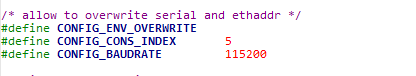 /* allow to overwrite serial and ethaddr */
#define CONFIG_ENV_OVERWRITE
#define CONFIG_CONS_INDEX 5
#define CONFIG_BAUDRATE 115200